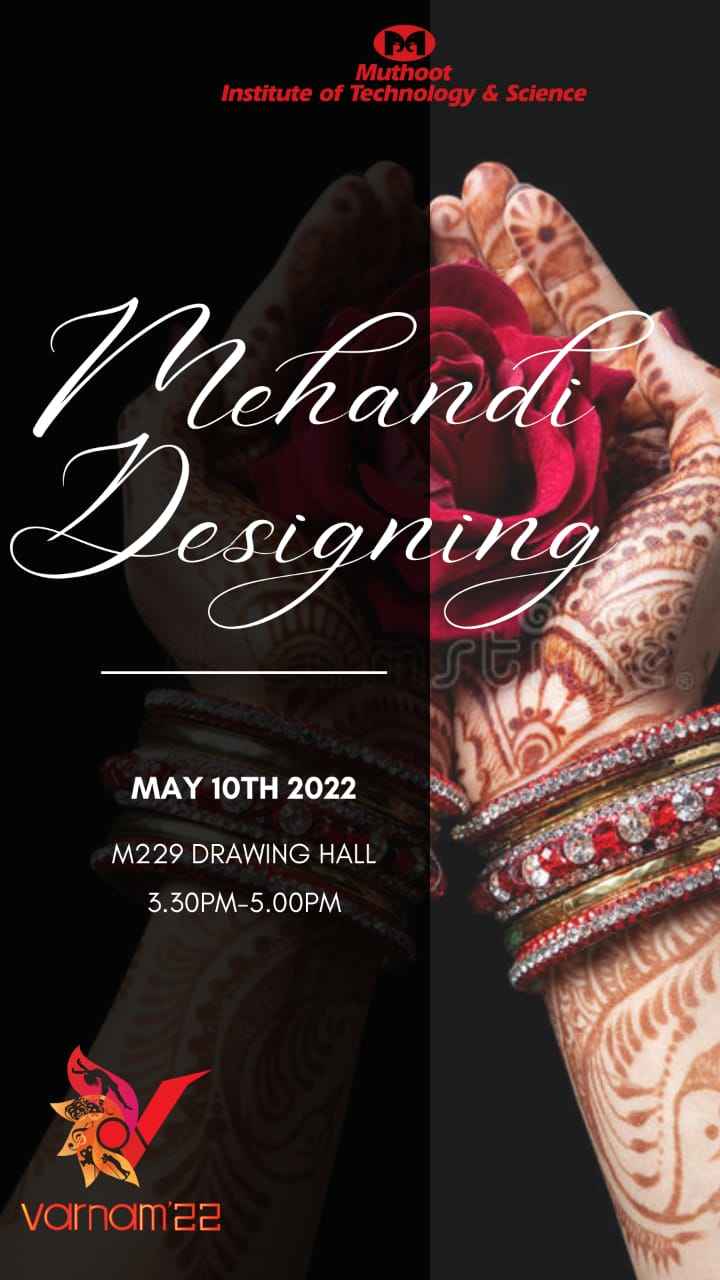 Muthoot
Institute of Technology & Science
Mehandi
Designing
MAY 10TH 2022
M229 DRAWING HALL
3.30PM-5.00PM
varnam'22